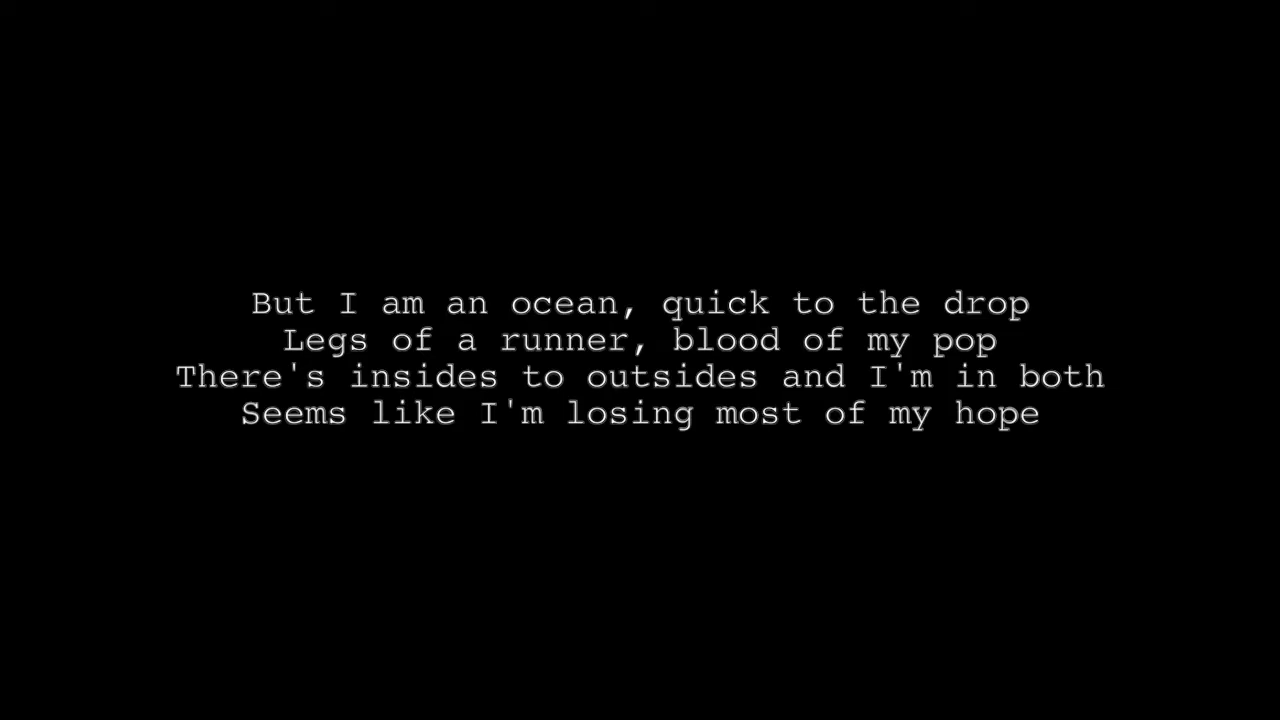 But I am an ocean, quick to the drop
Legs of a runner, blood of my pop
There's insides to outsides and I'm in both
Seems like I'm losing most of my hope